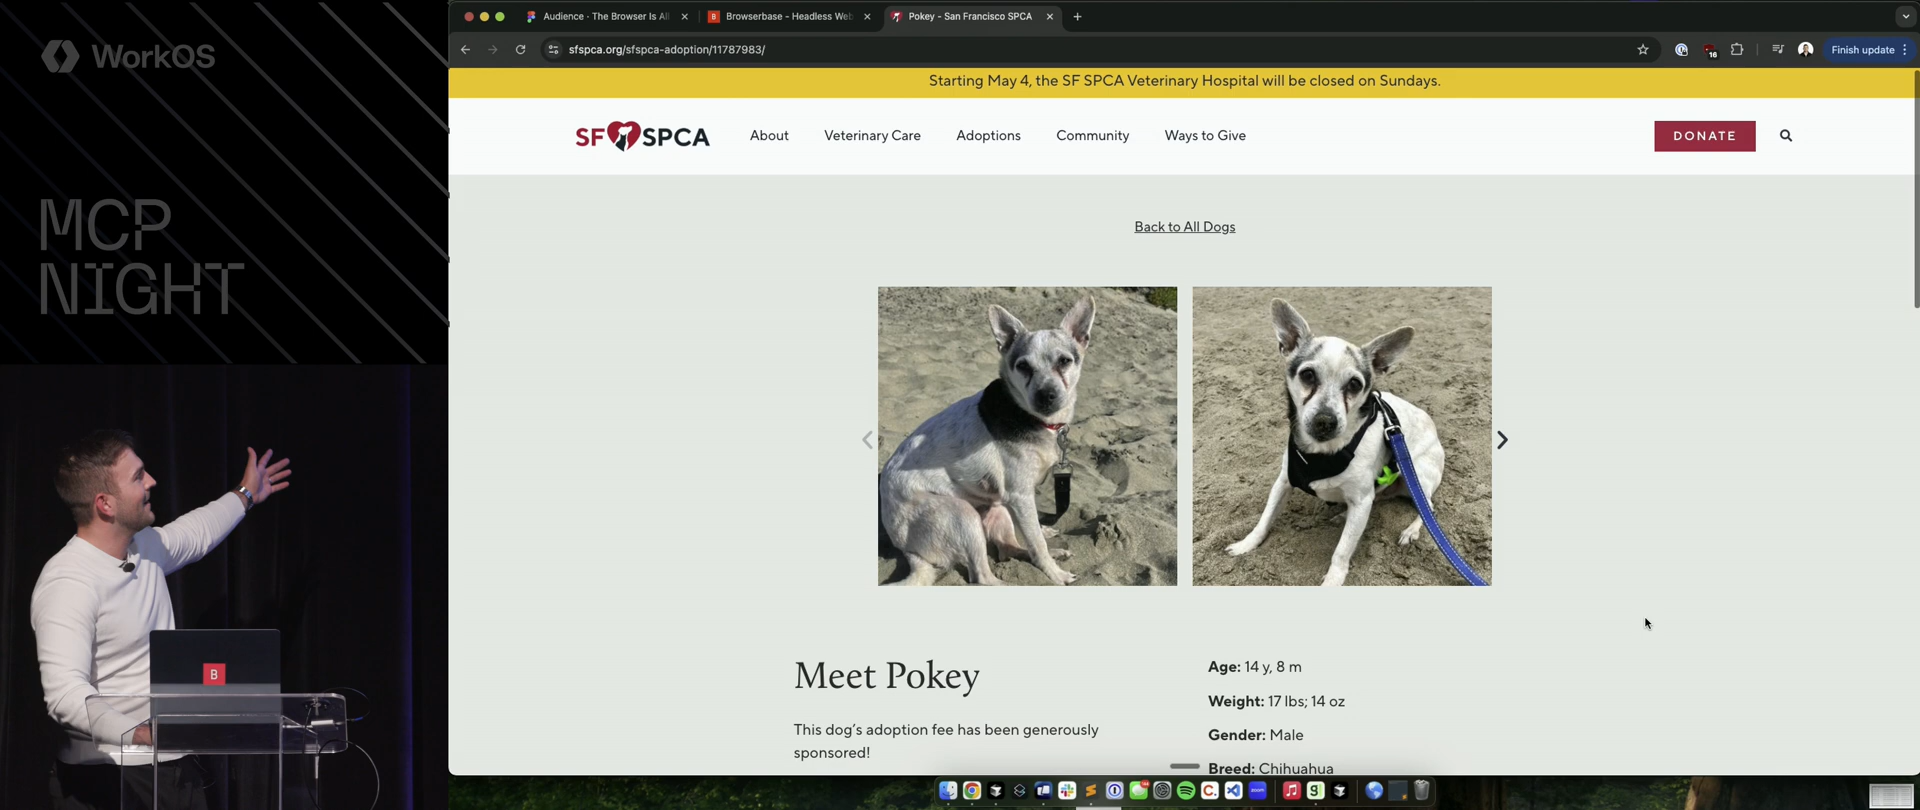 WorkOS
MCP
NIGHT
Audience · The Browser Is All
Browserbase - Headless Web
Pokey - San Francisco SPCA
sfspca.org/sfspca-adoption/11787983/
16
Finish update
Starting May 4, the SF SPCA Veterinary Hospital will be closed on Sundays.
SF SPCA
About
Veterinary Care
Adoptions
Community
Ways to Give
DONATE
Back to All Dogs
Meet Pokey
This dog's adoption fee has been generously
sponsored!
Age: 14 y, 8 m
Weight: 17 lbs; 14 oz
Gender: Male
Breed: Chihuahua
B
zoom